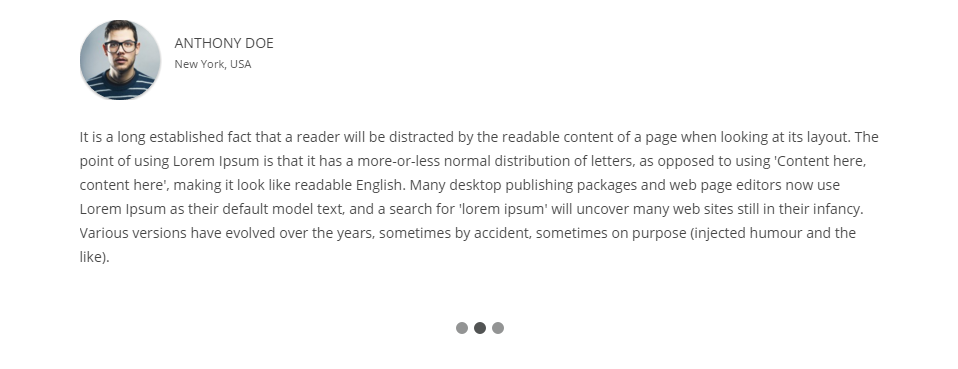 ANTHONY DOE
New York, USA
It is a long established fact that a reader will be distracted by the readable content of a page when looking at its layout. The
point of using Lorem Ipsum is that it has a more-or-less normal distribution of letters, as opposed to using 'Content here,
content here', making it look like readable English. Many desktop publishing packages and web page editors now use
Lorem Ipsum as their default model text, and a search for 'lorem ipsum' will uncover many web sites still in their infancy.
Various versions have evolved over the years, sometimes by accident, sometimes on purpose (injected humour and the
like).